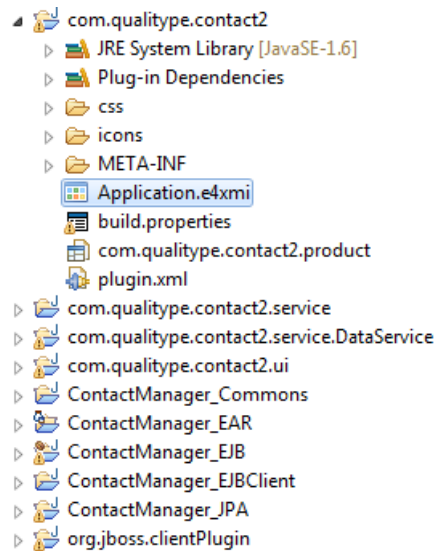 com.qualitype.contact2
JRE System Library [JavaSE-1.6]
Plug-in Dependencies
css
icons
META-INF
Application.e4xmi
build.properties
com.qualitype.contact2.product
plugin.xml
com.qualitype.contact2.service
com.qualitype.contact2.service.DataService
com.qualitype.contact2.ui
ContactManager_Commons
ContactManager_EAR
ContactManager_EJB
ContactManager_EJBClient
ContactManager_JPA
org.jboss.clientPlugin